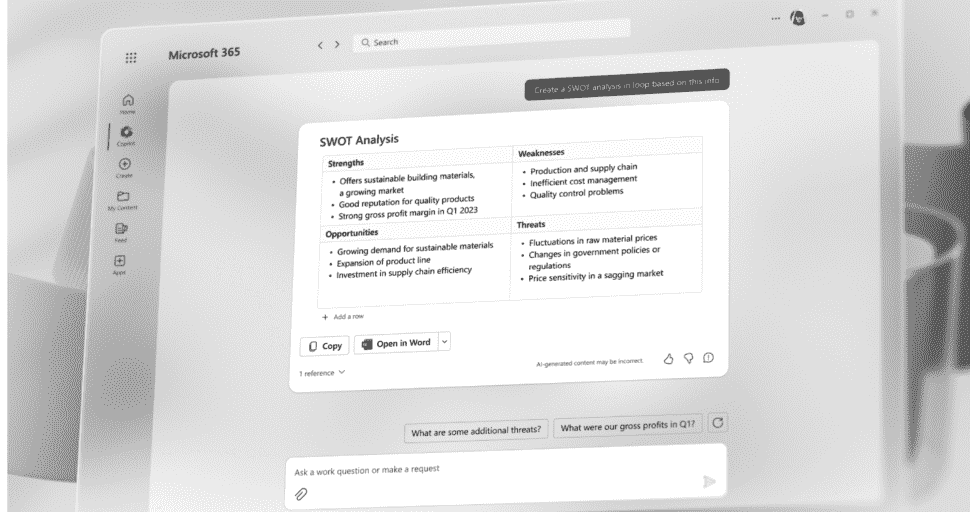 Microsoft 365
Search
Home
Copilot
Create
My Content
Feed
Apps
Create a SWOT analysis in loop based on this info
SWOT Analysis
Strengths
• Offers sustainable building materials,
a growing market
• Good reputation for quality products
• Strong gross profit margin in Q1 2023
Weaknesses
• Production and supply chain
• Inefficient cost management
• Quality control problems
Opportunities
• Growing demand for sustainable materials
• Expansion of product line
• Investment in supply chain efficiency
Threats
• Fluctuations in raw material prices
• Changes in government policies or
regulations
• Price sensitivity in a sagging market
+ Add a row
Copy
Open in Word
1 reference
AI-generated content may be incorrect
What are some additional threats?
What were our gross profits in Q1?
Ask a work question or make a request